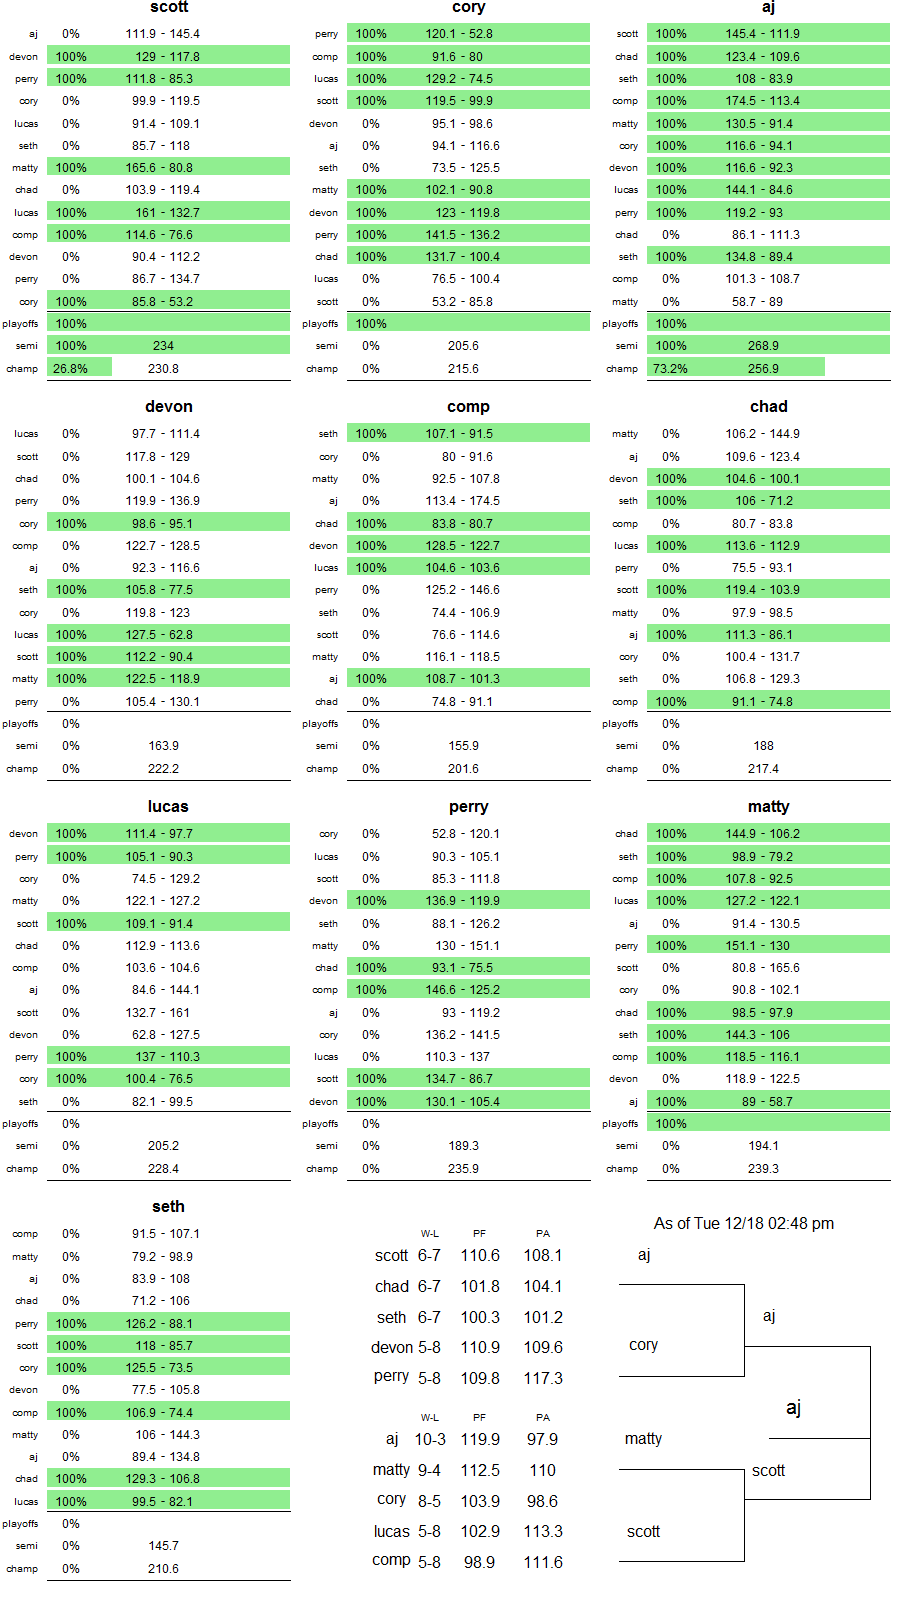 scott cory aj
aj 0% 111.9 - 145.4 perry 100% 120.1 - 52.8 scott 100% 145.4 - 111.9
devon 100% 129 - 117.8 comp 100% 91.6 - 80 chad 100% 123.4 - 109.6
perry 100% 111.8 - 85.3 lucas 100% 129.2 - 74.5 seth 100% 108 - 83.9
cory 0% 99.9 - 119.5 scott 100% 119.5 - 99.9 comp 100% 174.5 - 113.4
lucas 0% 91.4 - 109.1 devon 0% 95.1 - 98.6 matty 100% 130.5 - 91.4
seth 0% 85.7 - 118 aj 0% 94.1 - 116.6 cory 100% 116.6 - 94.1
matty 100% 165.6 - 80.8 seth 0% 73.5 - 125.5 devon 100% 116.6 - 92.3
chad 0% 103.9 - 119.4 matty 100% 102.1 - 90.8 lucas 100% 144.1 - 84.6
lucas 100% 161 - 132.7 devon 100% 123 - 119.8 perry 100% 119.2 - 93
comp 100% 114.6 - 76.6 perry 100% 141.5 - 136.2 chad 0% 86.1 - 111.3
devon 0% 90.4 - 112.2 chad 100% 131.7 - 100.4 seth 100% 134.8 - 89.4
perry 0% 86.7 - 134.7 lucas 0% 76.5 - 100.4 comp 0% 101.3 - 108.7
cory 100% 85.8 - 53.2 scott 0% 53.2 - 85.8 matty 0% 58.7 - 89
playoffs 100% playoffs 100% playoffs 100%
semi 100% 234 semi 0% 205.6 semi 100% 268.9
champ 26.8% 230.8 champ 0% 215.6 champ 73.2% 256.9
devon comp chad
lucas 0% 97.7 - 111.4 seth 100% 107.1 - 91.5 matty 0% 106.2 - 144.9
scott 0% 117.8 - 129 cory 0% 80 - 91.6 aj 0% 109.6 - 123.4
chad 0% 100.1 - 104.6 matty 0% 92.5 - 107.8 devon 100% 104.6 - 100.1
perry 0% 119.9 - 136.9 aj 0% 113.4 - 174.5 seth 100% 106 - 71.2
cory 100% 98.6 - 95.1 chad 100% 83.8 - 80.7 comp 0% 80.7 - 83.8
comp 0% 122.7 - 128.5 devon 100% 128.5 - 122.7 lucas 100% 113.6 - 112.9
aj 0% 92.3 - 116.6 lucas 100% 104.6 - 103.6 perry 0% 75.5 - 93.1
seth 100% 105.8 - 77.5 perry 0% 125.2 - 146.6 scott 100% 119.4 - 103.9
cory 0% 119.8 - 123 seth 0% 74.4 - 106.9 matty 0% 97.9 - 98.5
lucas 100% 127.5 - 62.8 scott 0% 76.6 - 114.6 aj 100% 111.3 - 86.1
scott 100% 112.2 - 90.4 matty 0% 116.1 - 118.5 cory 0% 100.4 - 131.7
matty 100% 122.5 - 118.9 aj 100% 108.7 - 101.3 seth 0% 106.8 - 129.3
perry 0% 105.4 - 130.1 chad 0% 74.8 - 91.1 comp 100% 91.1 - 74.8
playoffs 0% playoffs 0% playoffs 0%
semi 0% 163.9 semi 0% 155.9 semi 0% 188
champ 0% 222.2 champ 0% 201.6 champ 0% 217.4
lucas perry matty
devon 100% 111.4 - 97.7 cory 0% 52.8 - 120.1 chad 100% 144.9 - 106.2
perry 100% 105.1 - 90.3 lucas 0% 90.3 - 105.1 seth 100% 98.9 - 79.2
cory 0% 74.5 - 129.2 scott 0% 85.3 - 111.8 comp 100% 107.8 - 92.5
matty 0% 122.1 - 127.2 devon 100% 136.9 - 119.9 lucas 100% 127.2 - 122.1
scott 100% 109.1 - 91.4 seth 0% 88.1 - 126.2 aj 0% 91.4 - 130.5
chad 0% 112.9 - 113.6 matty 0% 130 - 151.1 perry 100% 151.1 - 130
comp 0% 103.6 - 104.6 chad 100% 93.1 - 75.5 scott 0% 80.8 - 165.6
aj 0% 84.6 - 144.1 comp 100% 146.6 - 125.2 cory 0% 90.8 - 102.1
scott 0% 132.7 - 161 aj 0% 93 - 119.2 chad 100% 98.5 - 97.9
devon 0% 62.8 - 127.5 cory 0% 136.2 - 141.5 seth 100% 144.3 - 106
perry 100% 137 - 110.3 lucas 0% 110.3 - 137 comp 100% 118.5 - 116.1
cory 100% 100.4 - 76.5 scott 100% 134.7 - 86.7 devon 0% 118.9 - 122.5
seth 0% 82.1 - 99.5 devon 100% 130.1 - 105.4 aj 100% 89 - 58.7
playoffs 0% playoffs 0% playoffs 100%
semi 0% 205.2 semi 0% 189.3 semi 0% 194.1
champ 0% 228.4 champ 0% 235.9 champ 0% 239.3
seth
comp 0% 91.5 - 107.1
matty 0% 79.2 - 98.9
aj 0% 83.9 - 108
chad 0% 71.2 - 106
perry 100% 126.2 - 88.1
scott 100% 118 - 85.7
cory 100% 125.5 - 73.5
devon 0% 77.5 - 105.8
comp 100% 106.9 - 74.4
matty 0% 106 - 144.3
aj 0% 89.4 - 134.8
chad 100% 129.3 - 106.8
lucas 100% 99.5 - 82.1
playoffs 0%
semi 0% 145.7
champ 0% 210.6
W-L PF PA
scott 6-7 110.6 108.1
chad 6-7 101.8 104.1
seth 6-7 100.3 101.2
devon 5-8 110.9 109.6
perry 5-8 109.8 117.3
W-L PF PA
aj 10-3 119.9 97.9
matty 9-4 112.5 110
cory 8-5 103.9 98.6
lucas 5-8 102.9 113.3
comp 5-8 98.9 111.6
As of Tue 12/18 02:48 pm
aj
aj
cory
aj
matty
scott
scott